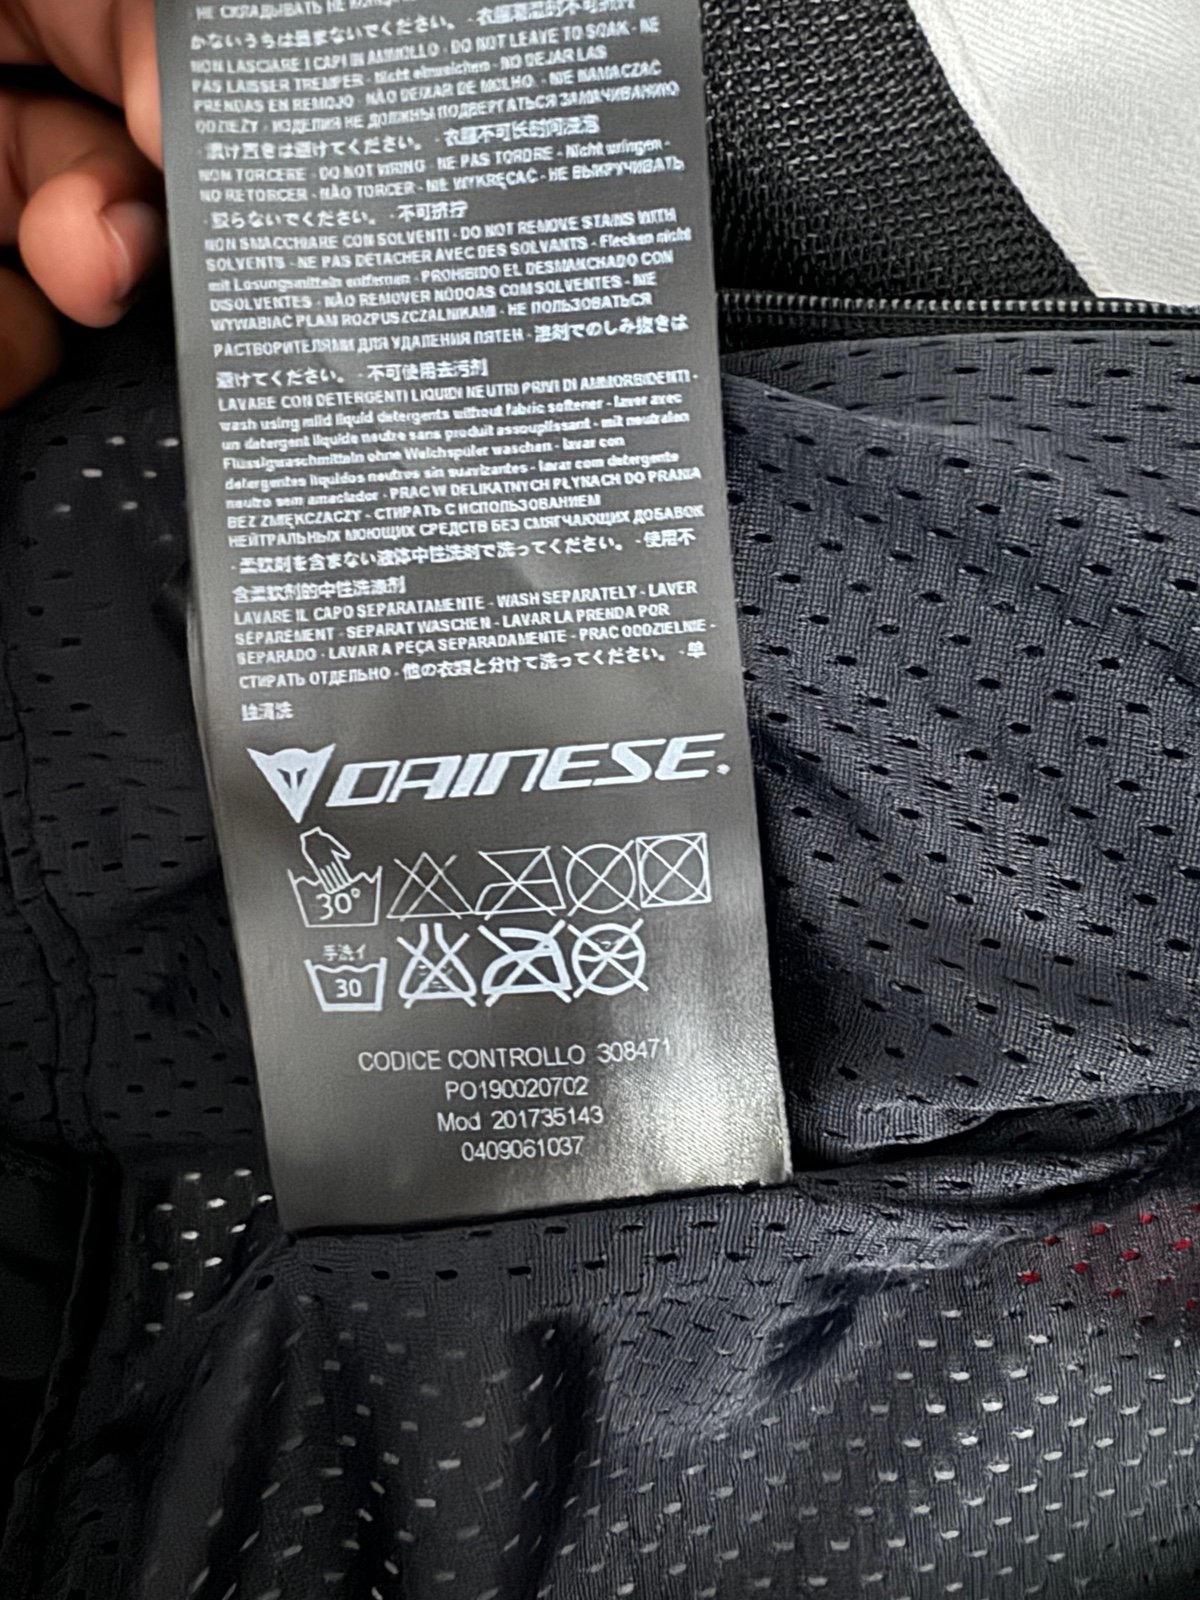 НЕ СКЛАДЫВАТЬ НЕ
かないうちは畳まないでください。 - 衣服潮湿时不可折叠
NON LASCIARE I CAPI IN AMMOLLO - DO NOT LEAVE TO SOAK - NE
PAS LAISSER TREMPER - Nicht einweichen - NO DEJAR LAS
PRENDAS EN REMOJO - NÃO DEIXAR DE MOLHO - NIE NAMACZAĆ
ODZIEŻY - ИЗДЕЛИЯ НЕ ДОЛЖНЫ ПОДВЕРГАТЬСЯ ЗАМАЧИВАНИЮ
- 漬け置きは避けてください。 - 衣服不可长时间浸泡
NON TORCERE - DO NOT WRING - NE PAS TORDRE - Nicht wringen -
NO RETORCER - NÃO TORCER - NIE WYKRĘCAĆ - НЕ ВЫКРУЧИВАТЬ
- 絞らないでください。 - 不可拼拧
NON SMACCHIARE CON SOLVENTI - DO NOT REMOVE STAINS WITH
SOLVENTS - NE PAS DETACHER AVEC DES SOLVANTS - Flecken nicht
mit Lösungsmitteln entfernen - PROHIBIDO EL DESMANCHADO CON
DISOLVENTES - NÃO REMOVER NÓDOAS COM SOLVENTES - NIE
WYWABIAĆ PLAM ROZPUSZCZALNIKAMI - НЕ ПОЛЬЗОВАТЬСЯ
РАСТВОРИТЕЛЯМИ ДЛЯ УДАЛЕНИЯ ПЯТЕН - 溶剤でのしみ抜きは
避けてください。 - 不可使用去污剂
LAVARE CON DETERGENTI LIQUIDI NEUTRI PRIVI DI AMMORBIDENTI -
wash using mild liquid detergents without fabric softener - laver avec
un detergent liquide neutre sans produit assouplissant - mit neutralen
Flüssigwaschmitteln ohne Weichspüler waschen - lavar con
detergentes líquidos neutros sin suavizantes - lavar com detergente
neutro sem amaciador - PRAĆ W DELIKATNYCH PŁYNACH DO PRANIA
BEZ ZMIĘKCZACZY - СТИРАТЬ С ИСПОЛЬЗОВАНИЕМ
НЕЙТРАЛЬНЫХ МОЮЩИХ СРЕДСТВ БЕЗ СМЯГЧАЮЩИХ ДОБАВОК
- 柔軟剤を含まない液体中性洗剤で洗ってください。 - 使用不
含柔软剂的中性洗涤剂
LAVARE IL CAPO SEPARATAMENTE - WASH SEPARATELY - LAVER
SÉPAREMENT - SEPARAT WASCHEN - LAVAR LA PRENDA POR
SEPARADO - LAVAR A PEÇA SEPARADAMENTE - PRAĆ ODDZIELNIE -
СТИРАТЬ ОТДЕЛЬНО - 他の衣類と分けて洗ってください。 - 单
独清洗
DAINESE.
30°
手洗イ
30
CODICE CONTROLLO 308471
PO190020702
Mod 201735143
0409061037